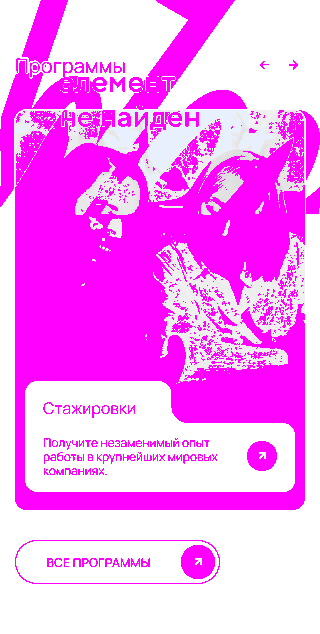 Программы
элемент
не найден
Стажировки
Получите незаменимый опыт
работы в крупнейших мировых
компаниях.
ВСЕ ПРОГРАММЫ